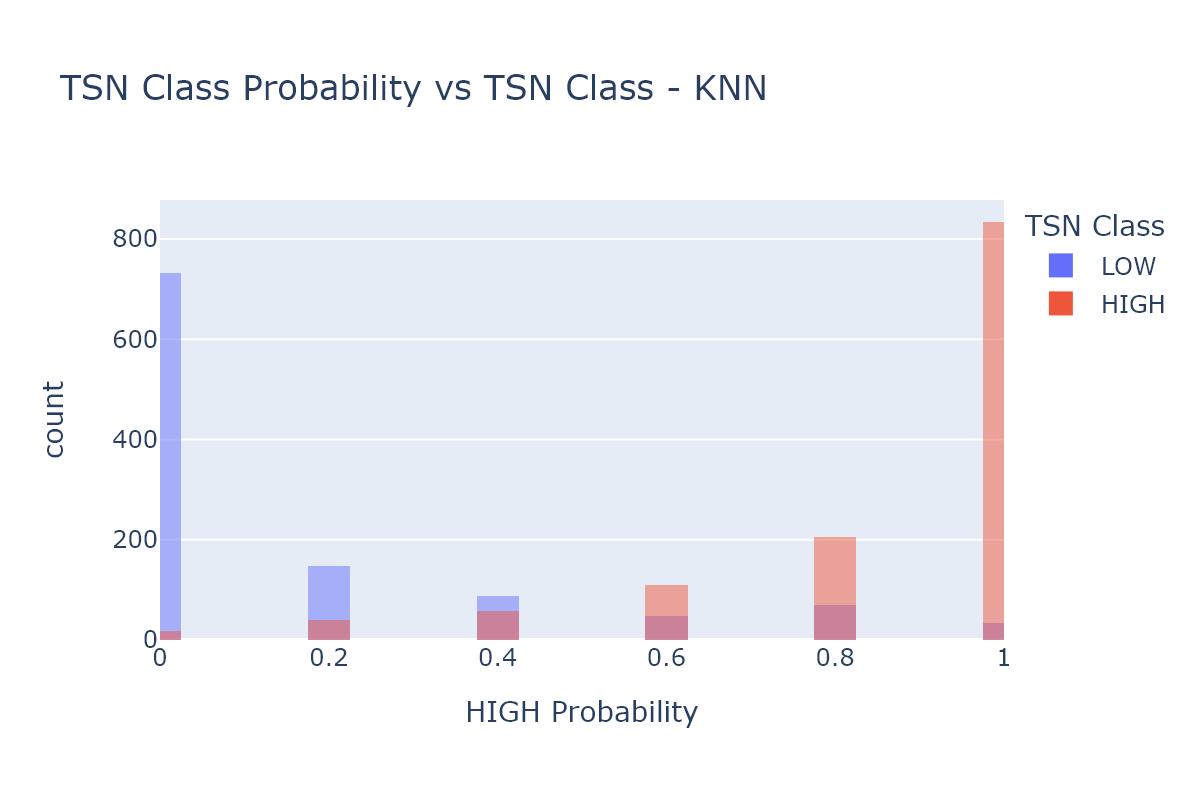 TSN Class Probability vs TSN Class - KNN
TSN Class
LOW
HIGH
800
600
400
200
0
count
0 0.2 0.4 0.6 0.8 1
HIGH Probability